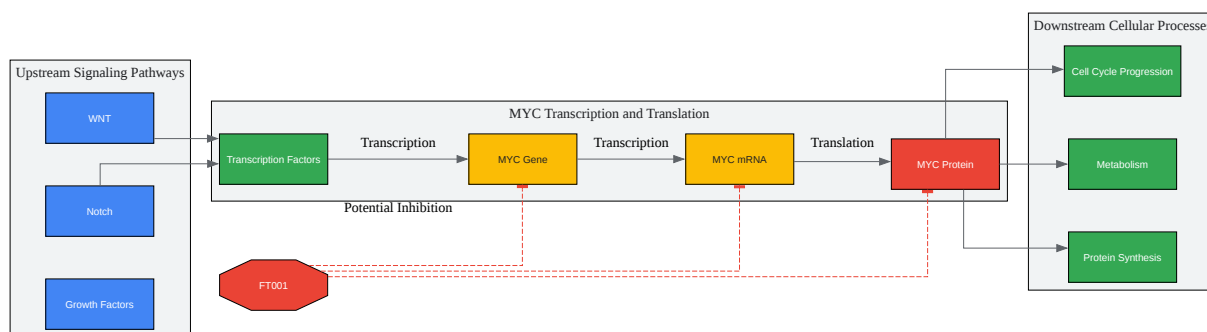 Downstream Cellular Processes
Upstream Signaling Pathways
Cell Cycle Progression
WNT
MYC Transcription and Translation
Transcription
Transcription
Translation
Transcription Factors
MYC Gene
MYC mRNA
MYC Protein
Metabolism
Notch
Potential Inhibition
Protein Synthesis
FT001
Growth Factors